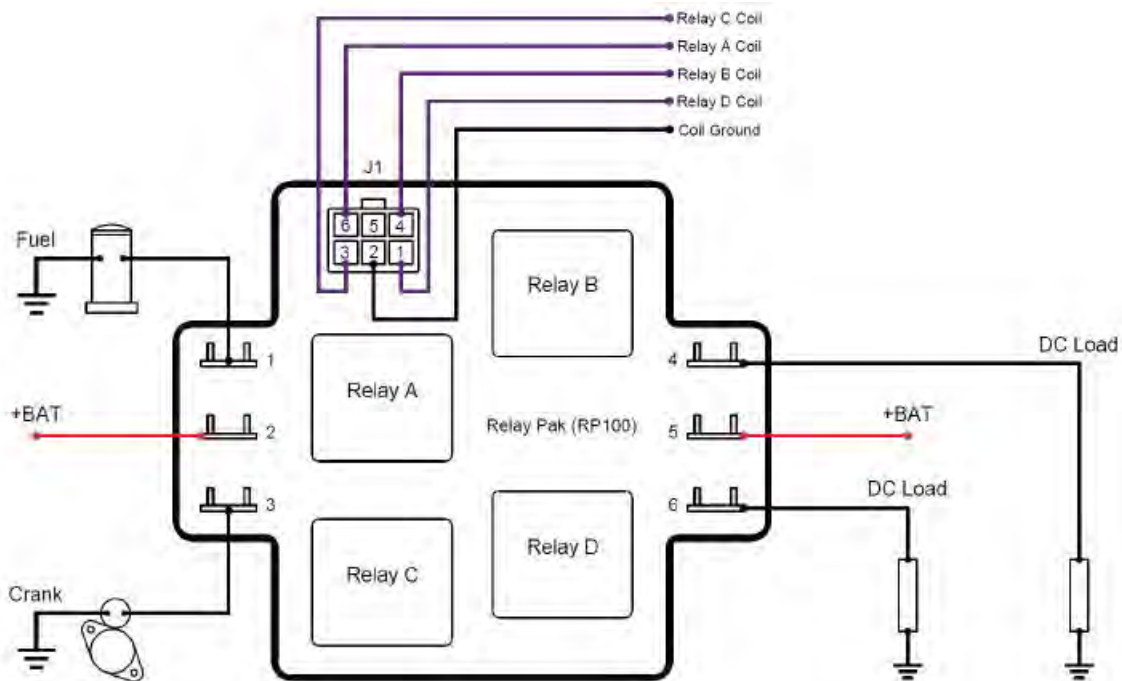 Relay C Coil
Relay A Coil
Relay B Coil
Relay D Coil
Coil Ground
J1
6 5 4
3 2 1
Fuel
Relay B
1
4
DC Load
Relay A
+BAT
2
Relay Pak (RP100)
5
+BAT
3
6
DC Load
Relay D
Relay C
Crank